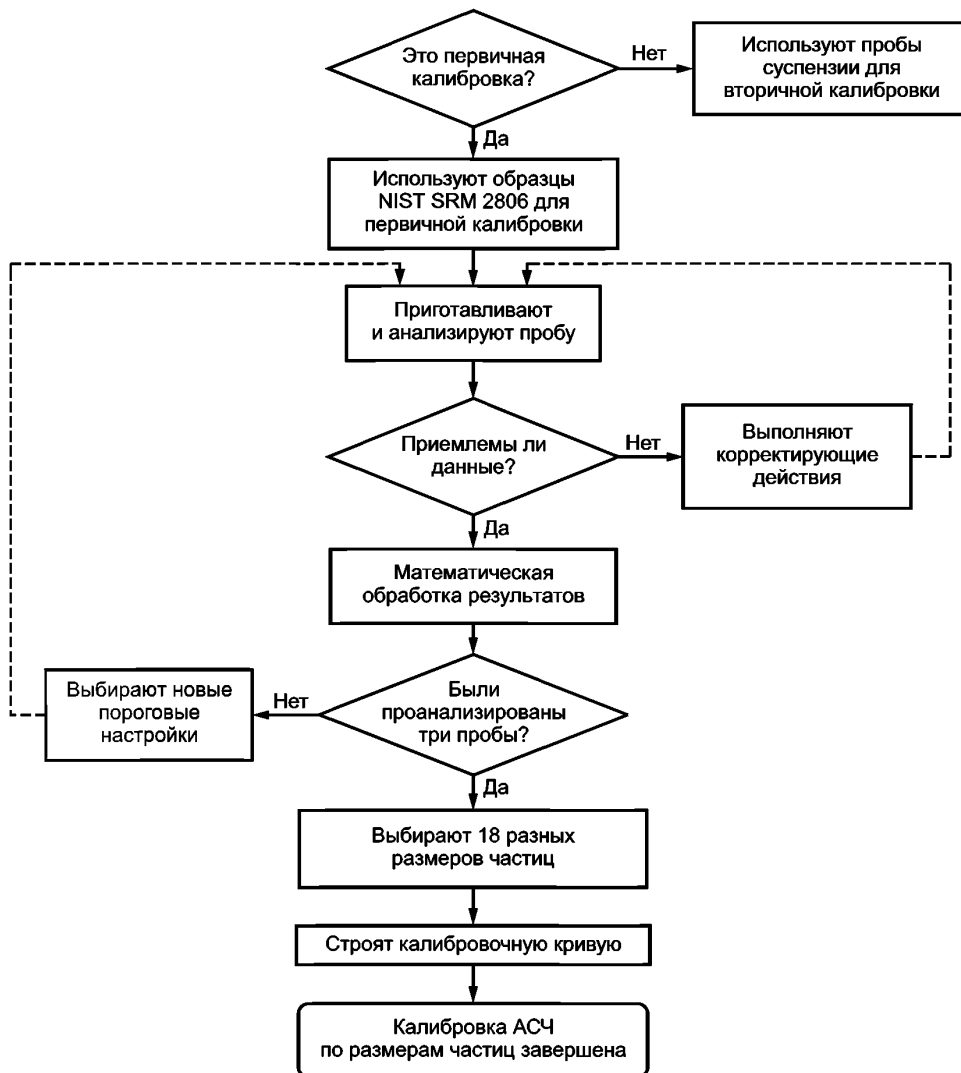 Это первичная
калибровка?
Нет
Используют пробы
суспензии для
вторичной калибровки
Да
Используют образцы
NIST SRM 2806 для
первичной калибровки
Приготавливают
и анализируют пробу
Приемлемы ли
данные?
Нет
Выполняют
корректирующие
действия
Да
Математическая
обработка результатов
Были
проанализированы
три пробы?
Нет
Выбирают новые
пороговые
настройки
Да
Выбирают 18 разных
размеров частиц
Строят калибровочную кривую
Калибровка АСЧ
по размерам частиц завершена